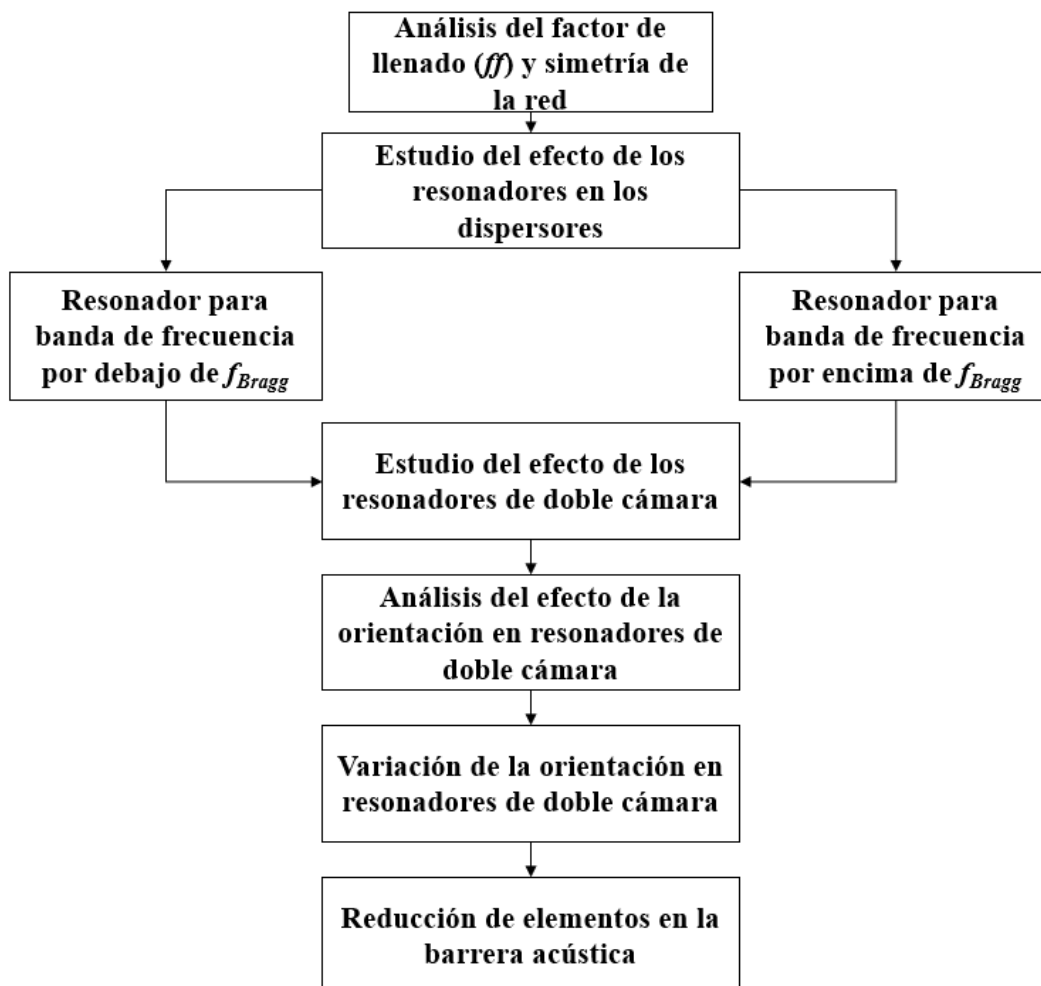 Análisis del factor de
llenado (ff) y simetría de
la red
Estudio del efecto de los
resonadores en los
dispersores
Resonador para
banda de frecuencia
por debajo de f_Bragg
Resonador para
banda de frecuencia
por encima de f_Bragg
Estudio del efecto de los
resonadores de doble cámara
Análisis del efecto de la
orientación en resonadores de
doble cámara
Variación de la orientación en
resonadores de doble cámara
Reducción de elementos en la
barrera acústica